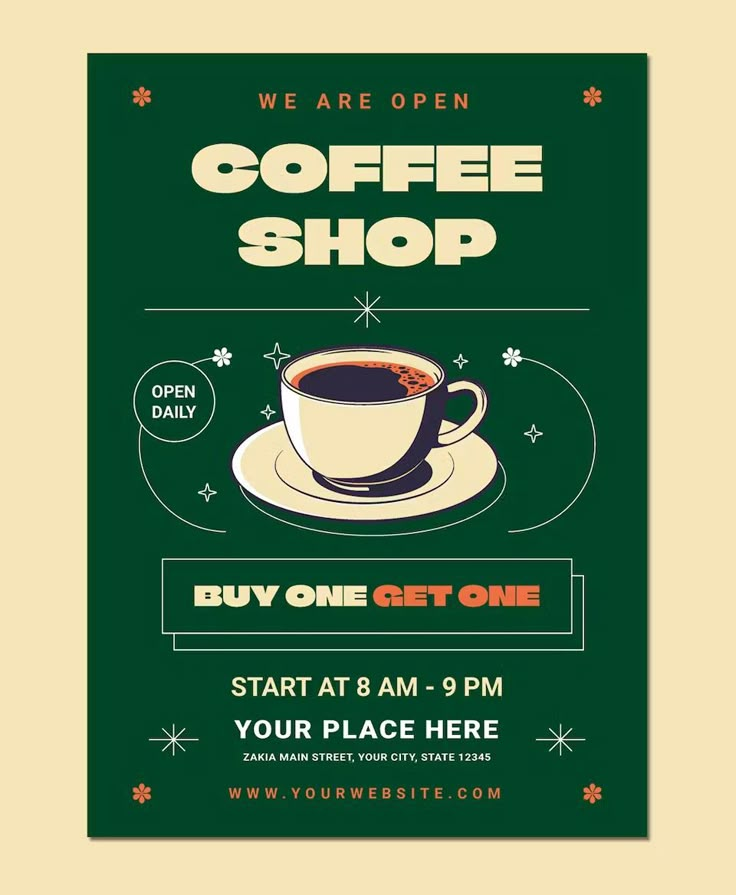 WE ARE OPEN
COFFEE
SHOP
OPEN
DAILY
BUY ONE GET ONE
START AT 8 AM - 9 PM
YOUR PLACE HERE
ZAKIA MAIN STREET, YOUR CITY, STATE 12345
WWW.YOURWEBSITE.COM